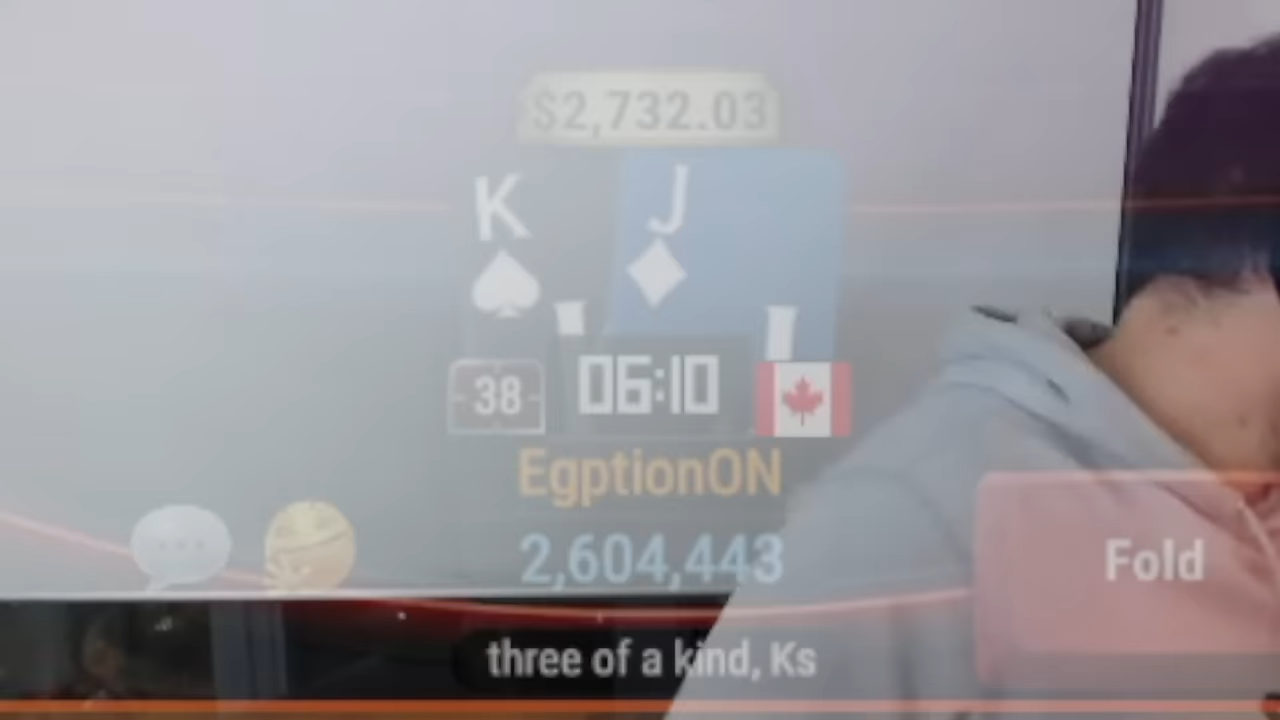 $2,732.03
K J
38 06:10
EgptionON
2,604,443
Fold
three of a kind, Ks